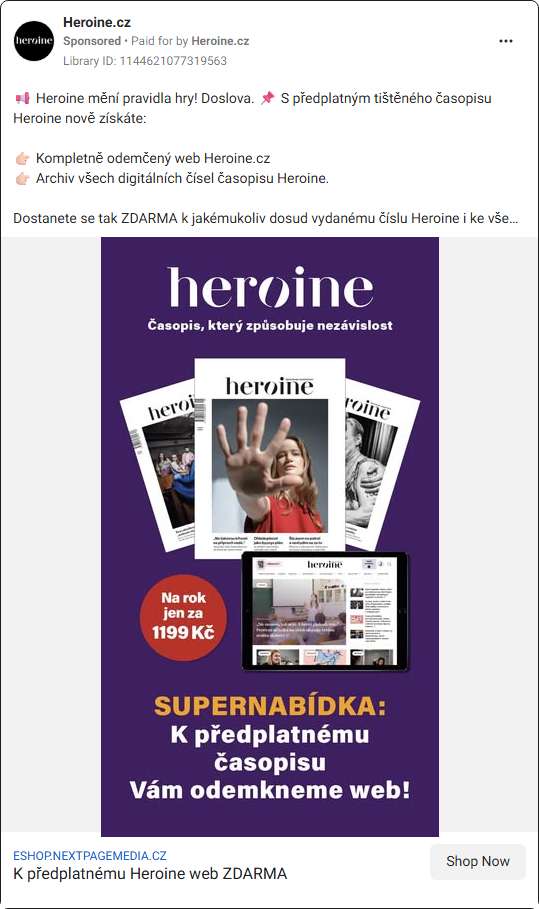 heroine
Heroine.cz
Sponsored • Paid for by Heroine.cz
Library ID: 1144621077319563
Heroine mění pravidla hry! Doslova. 📌 S předplatným tištěného časopisu
Heroine nově získáte:
👉🏻 Kompletně odemčený web Heroine.cz
👉🏻 Archiv všech digitálních čísel časopisu Heroine.
Dostanete se tak ZDARMA k jakémukoliv dosud vydanému číslu Heroine i ke vše...
heroine
Časopis, který způsobuje nezávislost
heroine
heroine
Na rok
jen za
1199 Kč
SUPERNABÍDKA:
K předplatnému
časopisu
Vám odemkneme web!
ESHOP.NEXTPAGEMEDIA.CZ
K předplatnému Heroine web ZDARMA
Shop Now